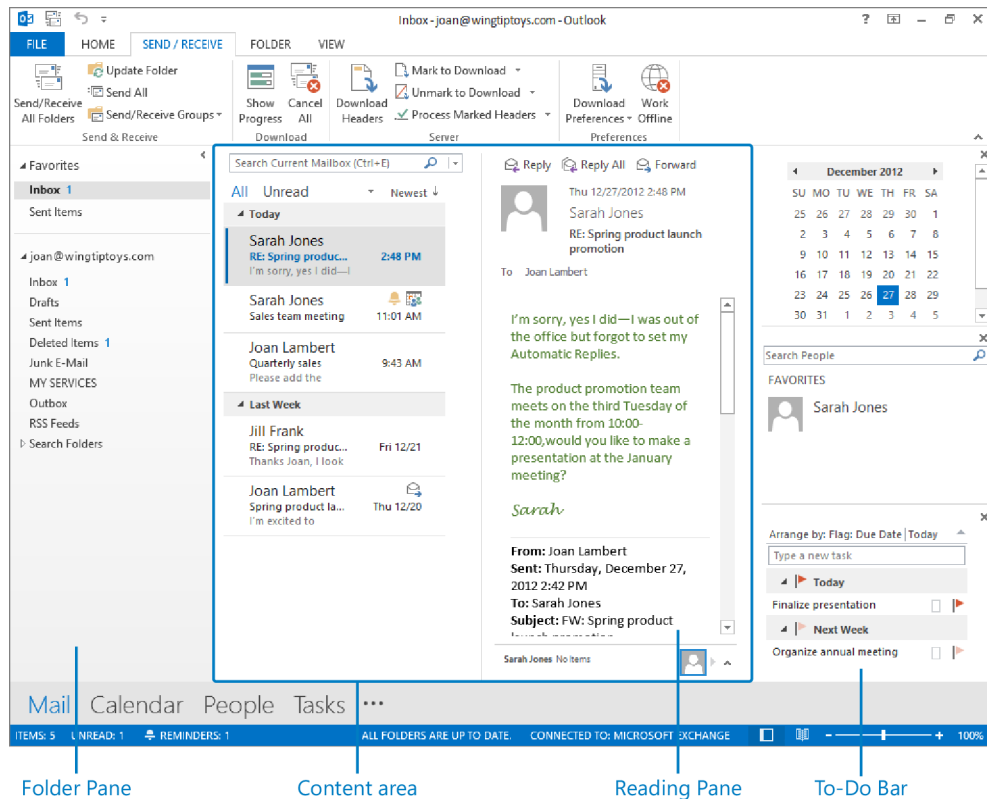 Inbox - joan@wingtiptoys.com - Outlook
FILE HOME SEND / RECEIVE FOLDER VIEW
Send/Receive
All Folders
Update Folder
Send All
Send/Receive Groups
Send & Receive
Show
Progress
Cancel
All
Download
Download
Headers
Mark to Download
Unmark to Download
Process Marked Headers
Server
Download
Preferences
Work
Offline
Preferences
Favorites
Inbox 1
Sent Items
joan@wingtiptoys.com
Inbox 1
Drafts
Sent Items
Deleted Items 1
Junk E-Mail
MY SERVICES
Outbox
RSS Feeds
Search Folders
Search Current Mailbox (Ctrl+E)
All Unread Newest ↓
Today
Sarah Jones
RE: Spring produc... 2:48 PM
I'm sorry, yes I did—I
Sarah Jones
Sales team meeting 11:01 AM
Joan Lambert
Quarterly sales 9:43 AM
Please add the
Last Week
Jill Frank
RE: Spring produc... Fri 12/21
Thanks Joan, I look
Joan Lambert
Spring product la... Thu 12/20
I'm excited to
Reply Reply All Forward
Thu 12/27/2012 2:48 PM
Sarah Jones
RE: Spring product launch
promotion
To Joan Lambert
I'm sorry, yes I did—I was out of
the office but forgot to set my
Automatic Replies.
The product promotion team
meets on the third Tuesday of
the month from 10:00-
12:00,would you like to make a
presentation at the January
meeting?
Sarah
From: Joan Lambert
Sent: Thursday, December 27,
2012 2:42 PM
To: Sarah Jones
Subject: FW: Spring product
launch promotion
Sarah Jones No Items
December 2012
SU MO TU WE TH FR SA
25 26 27 28 29 30 1
2 3 4 5 6 7 8
9 10 11 12 13 14 15
16 17 18 19 20 21 22
23 24 25 26 27 28 29
30 31 1 2 3 4 5
Search People
FAVORITES
Sarah Jones
Arrange by: Flag: Due Date Today
Type a new task
Today
Finalize presentation
Next Week
Organize annual meeting
Mail Calendar People Tasks •••
ITEMS: 5 UNREAD: 1 REMINDERS: 1 ALL FOLDERS ARE UP TO DATE. CONNECTED TO: MICROSOFT EXCHANGE 100%
Folder Pane Content area Reading Pane To-Do Bar